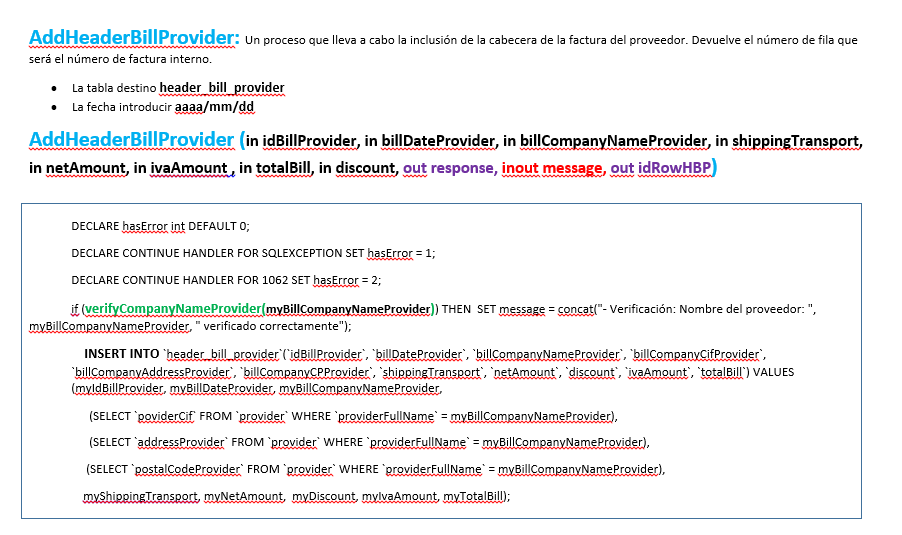 AddHeaderBillProvider: Un proceso que lleva a cabo la inclusión de la cabecera de la factura del proveedor. Devuelve el número de fila que
será el número de factura interno.
• La tabla destino header_bill_provider
• La fecha introducir aaaa/mm/dd
AddHeaderBillProvider (in idBillProvider, in billDateProvider, in billCompanyNameProvider, in shippingTransport,
in netAmount, in ivaAmount , in totalBill, in discount, out response, inout message, out idRowHBP)
DECLARE hasError int DEFAULT 0;
DECLARE CONTINUE HANDLER FOR SQLEXCEPTION SET hasError = 1;
DECLARE CONTINUE HANDLER FOR 1062 SET hasError = 2;
if (verifyCompanyNameProvider(myBillCompanyNameProvider)) THEN SET message = concat("- Verificación: Nombre del proveedor: ",
myBillCompanyNameProvider, " verificado correctamente");
INSERT INTO `header_bill_provider`(`idBillProvider`, `billDateProvider`, `billCompanyNameProvider`, `billCompanyCifProvider`,
`billCompanyAddressProvider`, `billCompanyCPProvider`, `shippingTransport`, `netAmount`, `discount`, `ivaAmount`, `totalBill`) VALUES
(myIdBillProvider, myBillDateProvider, myBillCompanyNameProvider,
(SELECT `poviderCif` FROM `provider` WHERE `providerFullName` = myBillCompanyNameProvider),
(SELECT `addressProvider` FROM `provider` WHERE `providerFullName` = myBillCompanyNameProvider),
(SELECT `postalCodeProvider` FROM `provider` WHERE `providerFullName` = myBillCompanyNameProvider),
myShippingTransport, myNetAmount, myDiscount, myIvaAmount, myTotalBill);